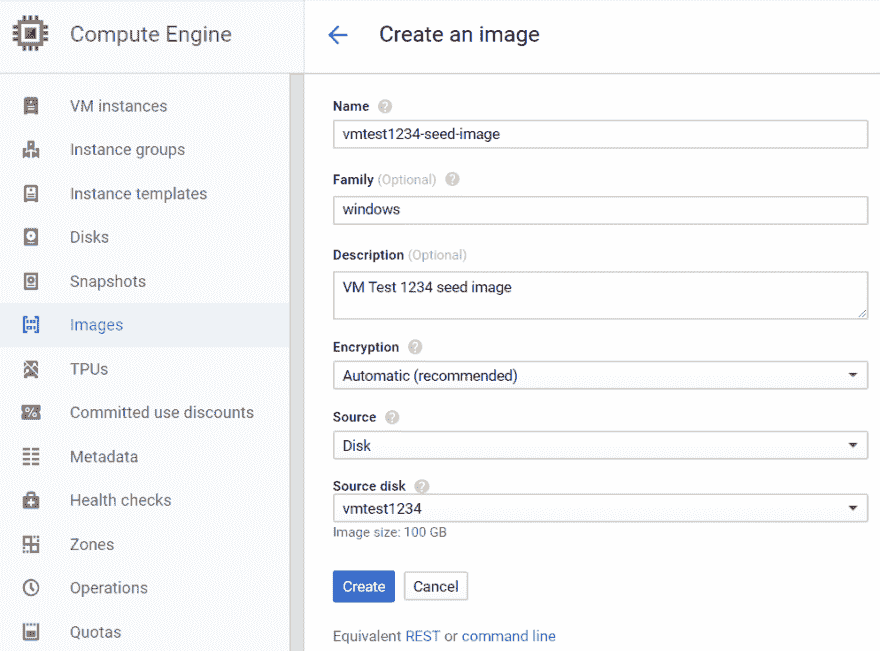 Compute Engine
Create an image
VM instances
Instance groups
Instance templates
Disks
Snapshots
Images
TPUs
Committed use discounts
Metadata
Health checks
Zones
Operations
Quotas
Name ?
vmtest1234-seed-image
Family (Optional) ?
windows
Description (Optional)
VM Test 1234 seed image
Encryption ?
Automatic (recommended)
Source ?
Disk
Source disk ?
vmtest1234
Image size: 100 GB
Create Cancel
Equivalent REST or command line